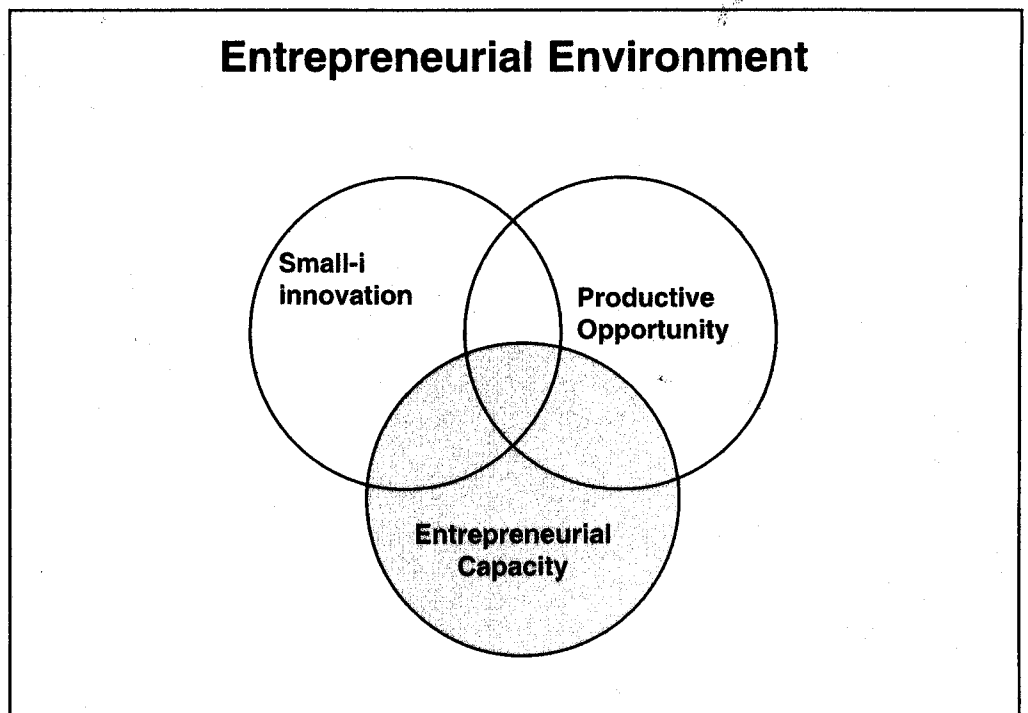 Entrepreneurial Environment
Small-i
innovation
Productive
Opportunity
Entrepreneurial
Capacity